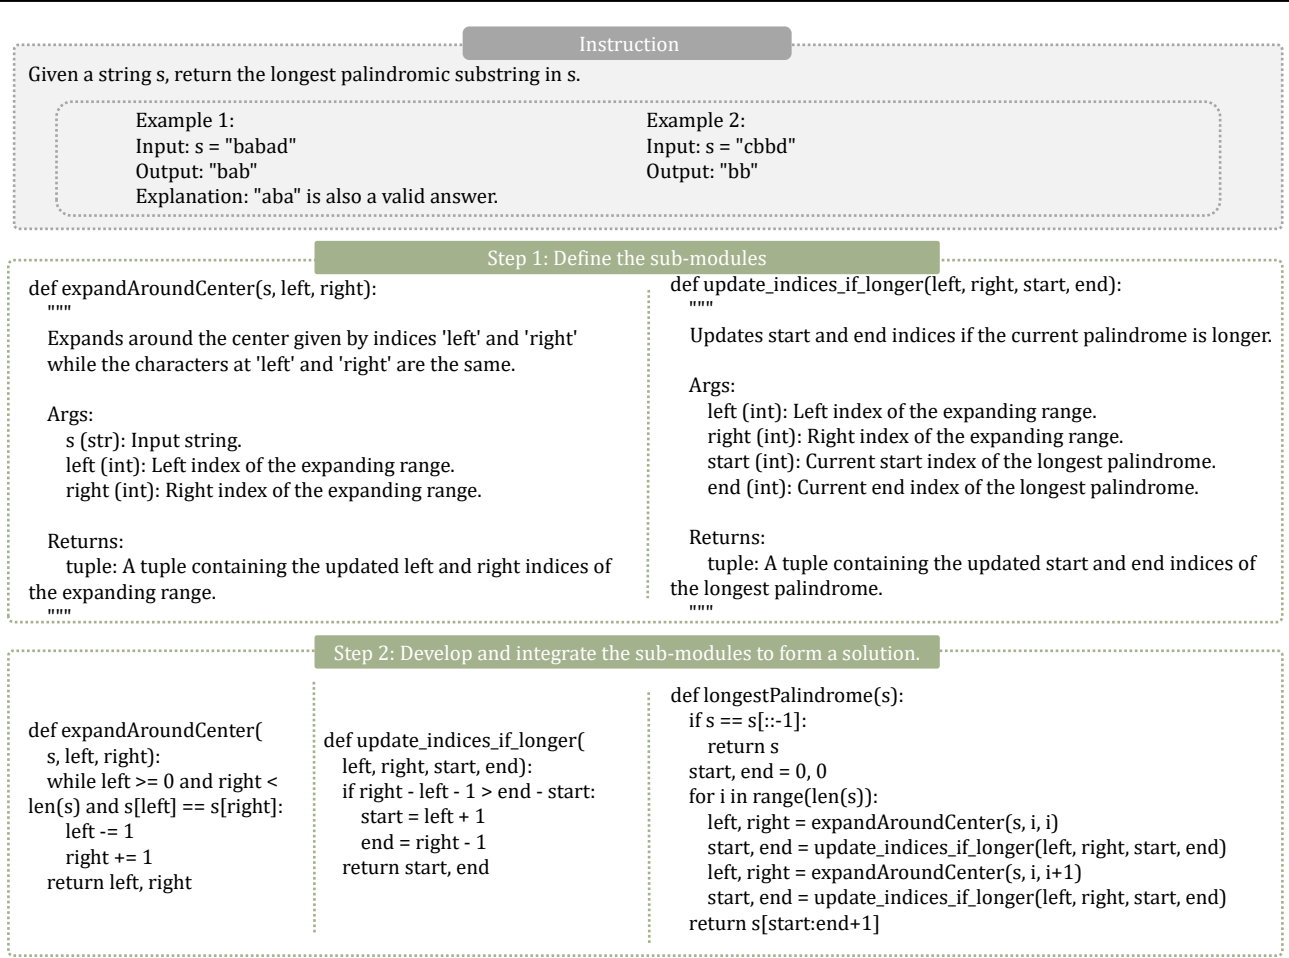 Instruction
Given a string s, return the longest palindromic substring in s.
Example 1:
Input: s = "babad"
Output: "bab"
Explanation: "aba" is also a valid answer.
Example 2:
Input: s = "cbbd"
Output: "bb"
Step 1: Define the sub-modules
def expandAroundCenter(s, left, right):
"""
Expands around the center given by indices 'left' and 'right'
while the characters at 'left' and 'right' are the same.
Args:
s (str): Input string.
left (int): Left index of the expanding range.
right (int): Right index of the expanding range.
Returns:
tuple: A tuple containing the updated left and right indices of
the expanding range.
"""
def update_indices_if_longer(left, right, start, end):
"""
Updates start and end indices if the current palindrome is longer.
Args:
left (int): Left index of the expanding range.
right (int): Right index of the expanding range.
start (int): Current start index of the longest palindrome.
end (int): Current end index of the longest palindrome.
Returns:
tuple: A tuple containing the updated start and end indices of
the longest palindrome.
"""
Step 2: Develop and integrate the sub-modules to form a solution.
def expandAroundCenter(
s, left, right):
while left >= 0 and right <
len(s) and s[left] == s[right]:
left -= 1
right += 1
return left, right
def update_indices_if_longer(
left, right, start, end):
if right - left - 1 > end - start:
start = left + 1
end = right - 1
return start, end
def longestPalindrome(s):
if s == s[::-1]:
return s
start, end = 0, 0
for i in range(len(s)):
left, right = expandAroundCenter(s, i, i)
start, end = update_indices_if_longer(left, right, start, end)
left, right = expandAroundCenter(s, i, i+1)
start, end = update_indices_if_longer(left, right, start, end)
return s[start:end+1]